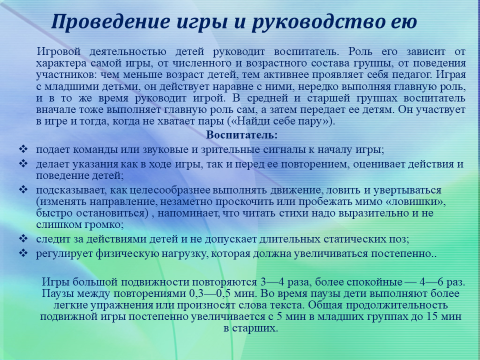 Проведение игры и руководство ею
Игровой деятельностью детей руководит воспитатель. Роль его зависит от
характера самой игры, от численного и возрастного состава группы, от поведения
участников: чем меньше возраст детей, тем активнее проявляет себя педагог. Играя
с младшими детьми, он действует наравне с ними, нередко выполняя главную роль,
и в то же время руководит игрой. В средней и старшей группах воспитатель
вначале тоже выполняет главную роль сам, а затем передает ее детям. Он участвует
в игре и тогда, когда не хватает пары («Найди себе пару»).
Воспитатель:
❖ подает команды или звуковые и зрительные сигналы к началу игры;
❖ делает указания как в ходе игры, так и перед ее повторением, оценивает действия и
поведение детей;
❖ подсказывает, как целесообразнее выполнять движение, ловить и увертываться
(изменять направление, незаметно проскочить или пробежать мимо «ловишки»,
быстро остановиться) , напоминает, что читать стихи надо выразительно и не
слишком громко;
❖ следит за действиями детей и не допускает длительных статических поз;
❖ регулирует физическую нагрузку, которая должна увеличиваться постепенно..
Игры большой подвижности повторяются 3—4 раза, более спокойные — 4—6 раз.
Паузы между повторениями 0,3—0,5 мин. Во время паузы дети выполняют более
легкие упражнения или произносят слова текста. Общая продолжительность
подвижной игры постепенно увеличивается с 5 мин в младших группах до 15 мин
в старших.